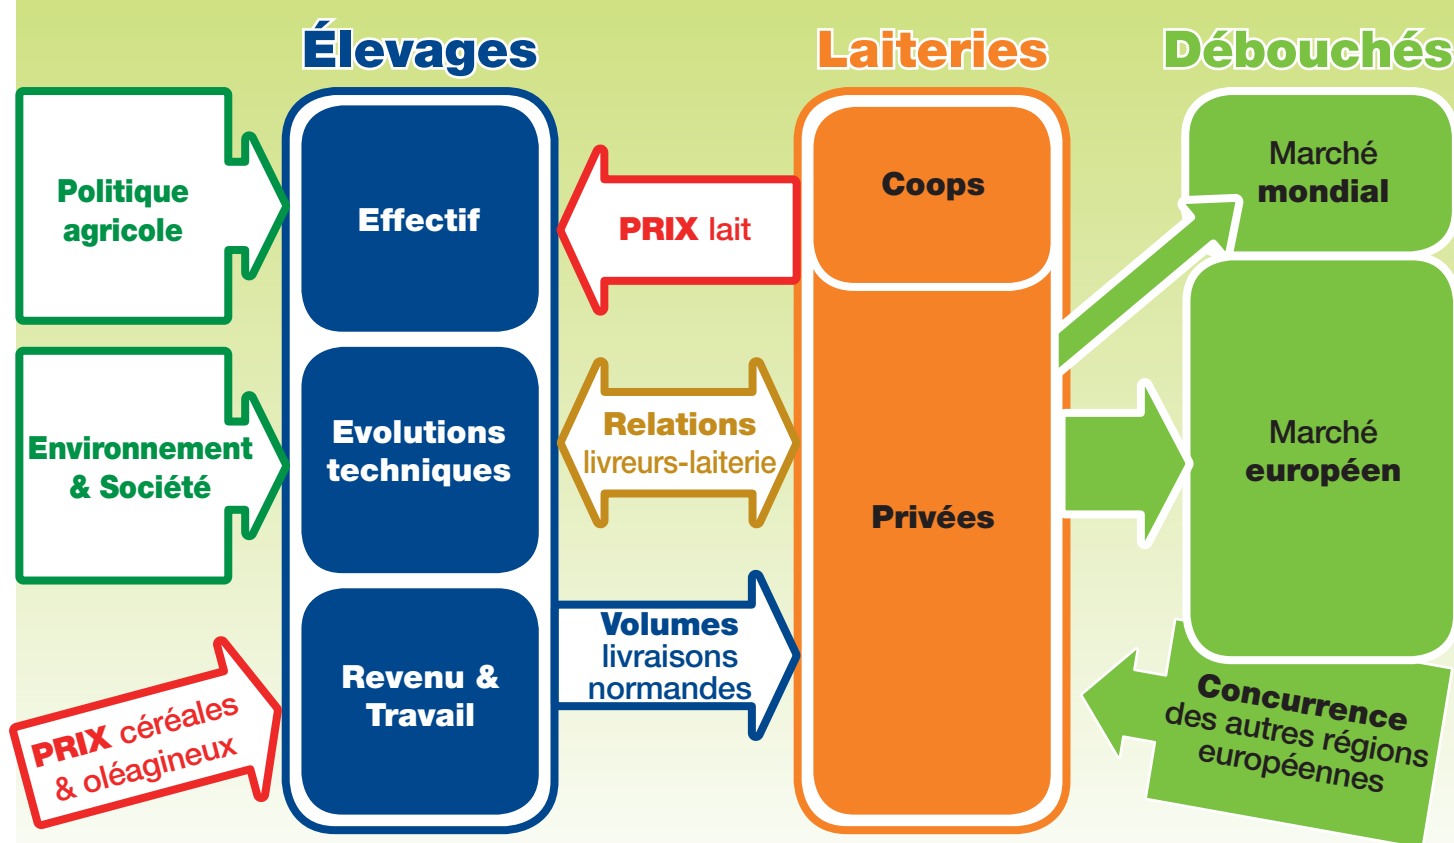 Élevages
Laiteries
Débouchés
Politique
agricole
Environnement
& Société
PRIX céréales
& oléagineux
Effectif
Evolutions
techniques
Revenu &
Travail
PRIX lait
Relations
livreurs-laiterie
Volumes
livraisons
normandes
Coops
Privées
Marché
mondial
Marché
européen
Concurrence
des autres régions
européennes